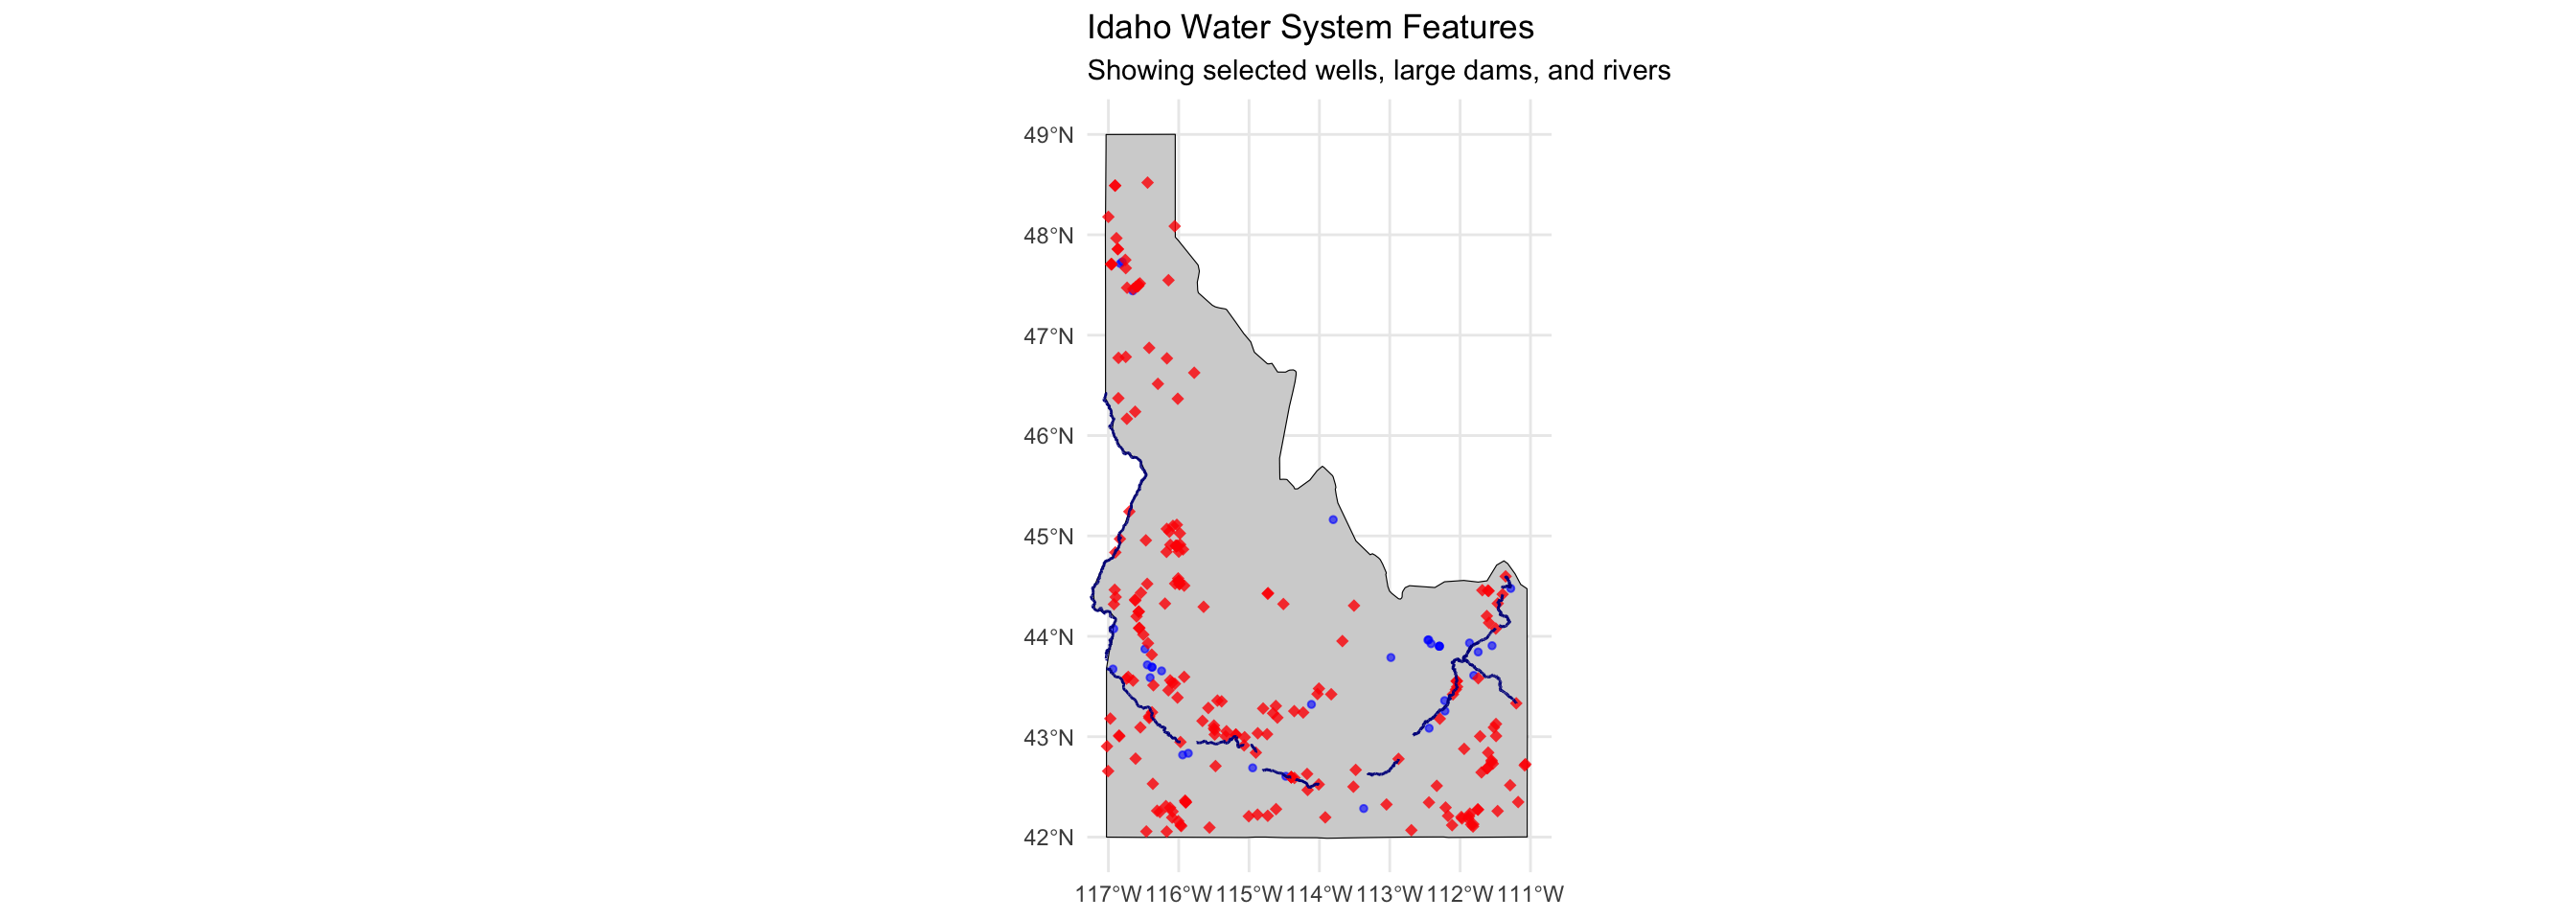 Idaho Water System Features
Showing selected wells, large dams, and rivers
49°N
48°N
47°N
46°N
45°N
44°N
43°N
42°N
117°W 116°W 115°W 114°W 113°W 112°W 111°W